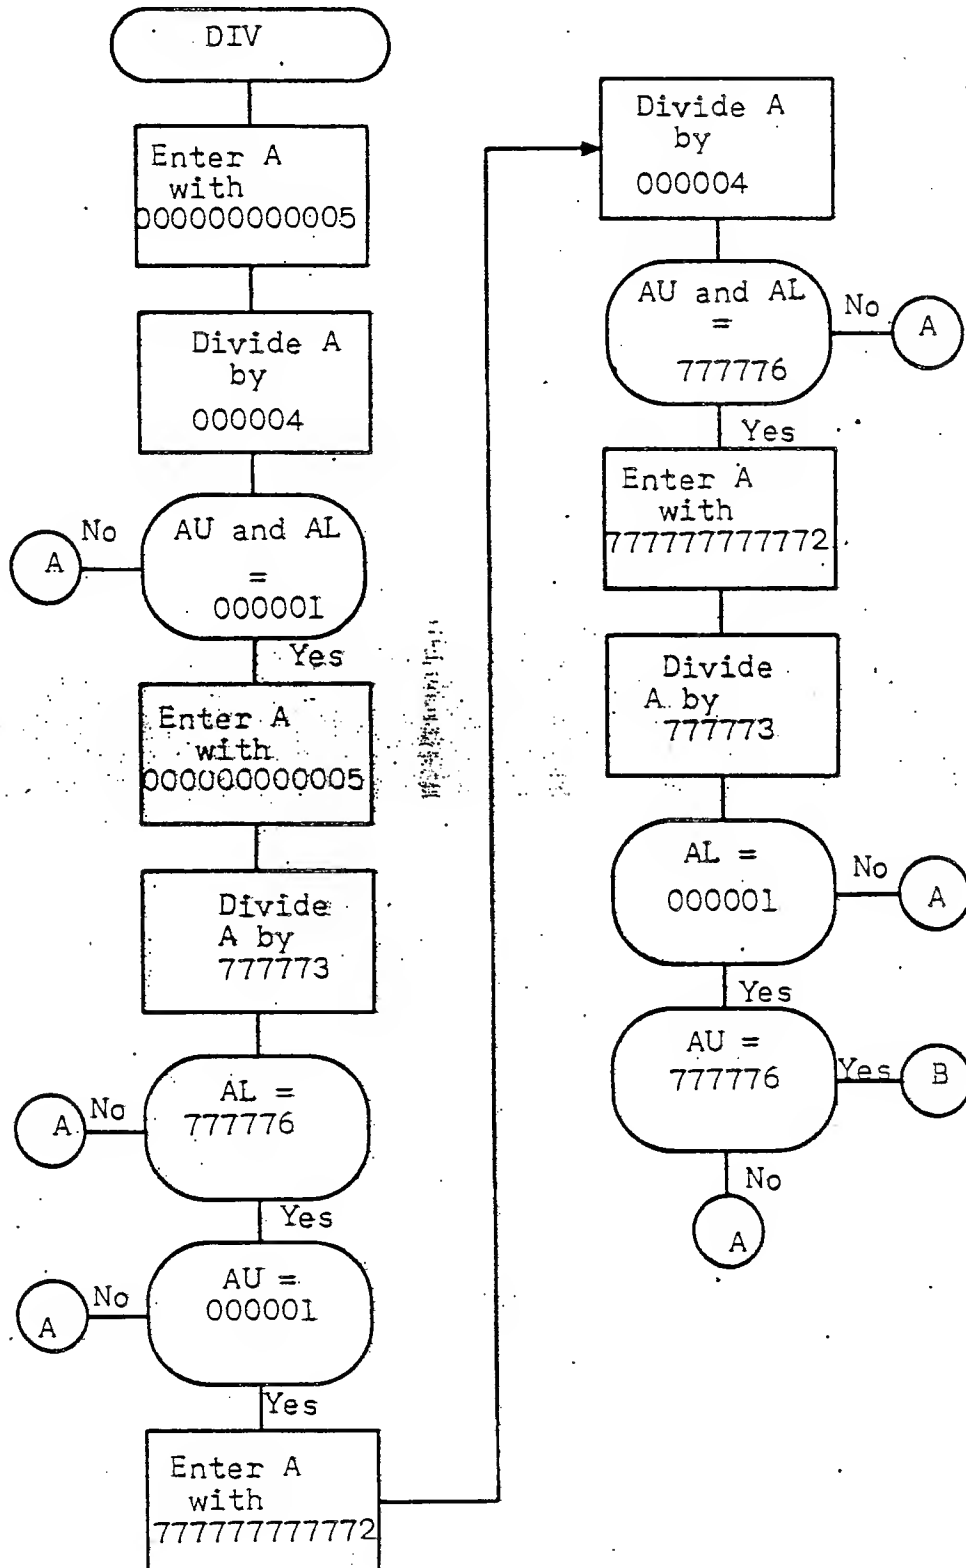 DIV
Enter A
with
000000000005
Divide A
by
000004
AU and AL
=
000001
No
A
Yes
Enter A
with
000000000005
Divide
A by
777773
AL =
777776
No
A
Yes
AU =
000001
No
A
Yes
Enter A
with
777777777772
Divide A
by
000004
AU and AL
=
777776
No
A
Yes
Enter A
with
777777777772
Divide
A by
777773
AL =
000001
No
A
Yes
AU =
777776
Yes
B
No
A